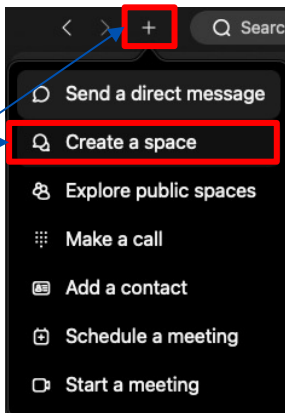 Searc
Send a direct message
Create a space
Explore public spaces
Make a call
Add a contact
Schedule a meeting
Start a meeting